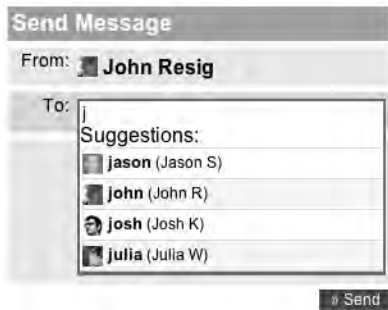 Send Message
From: John Resig
To: j
Suggestions:
jason (Jason S)
john (John R)
josh (Josh K)
julia (Julia W)
» Send